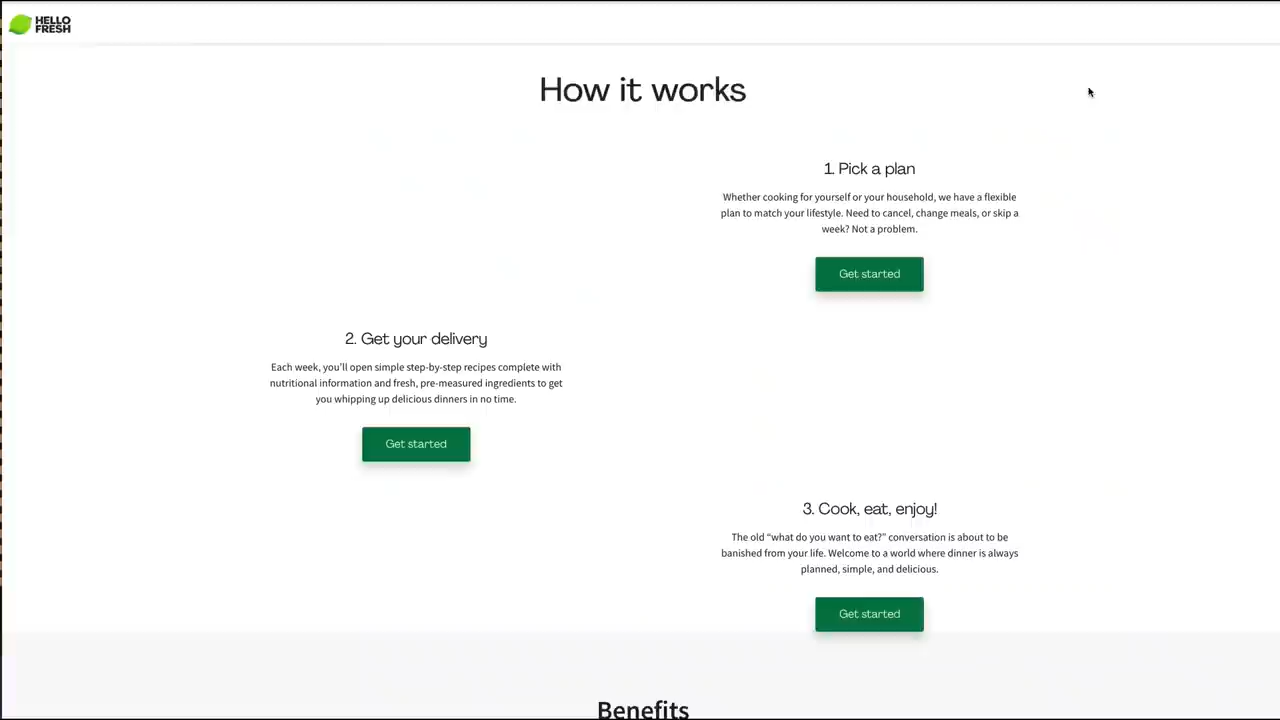 HELLO
FRESH
How it works
1. Pick a plan
Whether cooking for yourself or your household, we have a flexible
plan to match your lifestyle. Need to cancel, change meals, or skip a
week? Not a problem.
Get started
2. Get your delivery
Each week, you'll open simple step-by-step recipes complete with
nutritional information and fresh, pre-measured ingredients to get
you whipping up delicious dinners in no time.
Get started
3. Cook, eat, enjoy!
The old “what do you want to eat?” conversation is about to be
banished from your life. Welcome to a world where dinner is always
planned, simple, and delicious.
Get started
Benefits